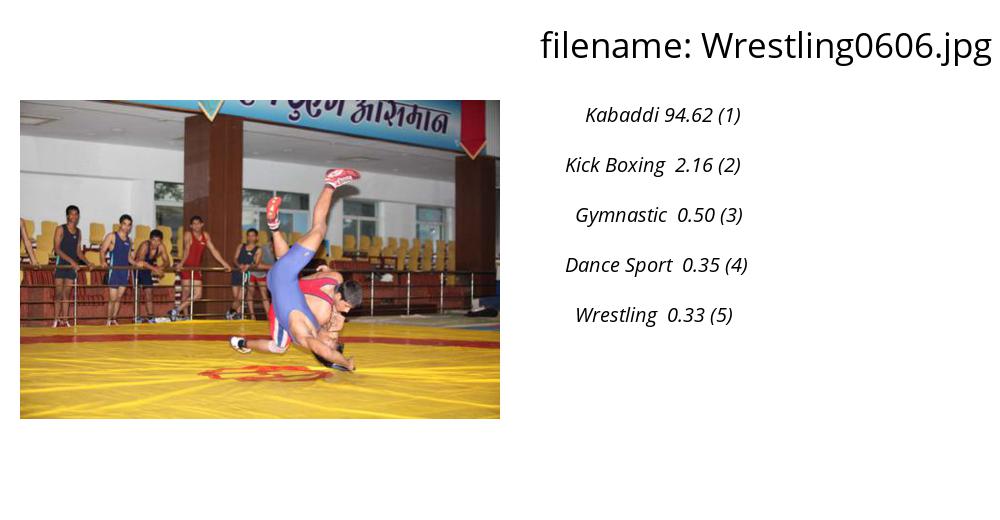 filename: Wrestling0606.jpg
आसमान
Kabaddi 94.62 (1)
Kick Boxing 2.16 (2)
Gymnastic 0.50 (3)
Dance Sport 0.35 (4)
Wrestling 0.33 (5)